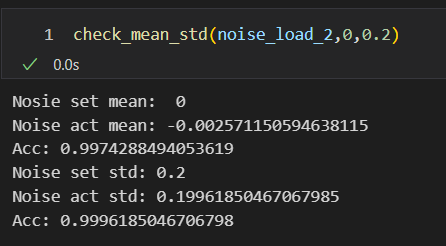 1 check_mean_std(noise_load_2,0,0.2)
0.0s
Nosie set mean:  0
Noise act mean: -0.002571150594638115
Acc: 0.9974288494053619
Noise set std: 0.2
Noise act std: 0.19961850467067985
Acc: 0.9996185046706798